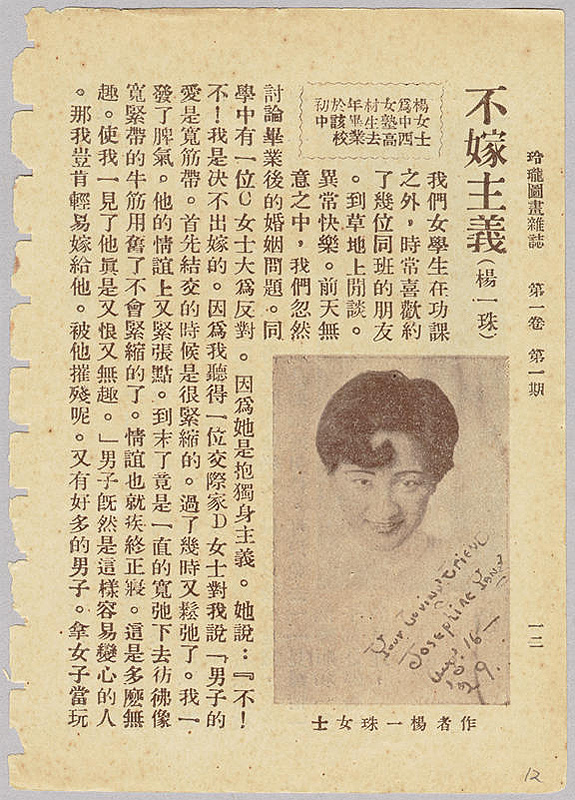 玲瓏圖畫雜誌 第一卷 第一期 一二
不嫁主義(楊一珠)
楊女士
爲中西
女塾高
村生去
年畢業
於該校
初中
我們女學生在功課
之外，時常喜歡約
了幾位同班的朋友
。到草地上閒談。
異常快樂。前天無
意之中，我們忽然
討論畢業後的婚姻問題。同
學中有一位C女士大爲反對。因爲她是抱獨身主義。她說：『不！
不！我是决不出嫁的。因爲我聽得一位交際家D女士對我說「男子的
愛是寬筋帶。首先結交的時候是很緊縮的。過了幾時又鬆弛了。我一
發了脾氣。他的情誼上又緊張點。到末了竟是一直的寬弛下去彷彿像
寬緊帶的牛筋用舊了不會緊縮的了。情誼也就疾終正寢。這是多麽無
趣。使我一見了他眞是又恨又無趣。」男子旣然是這樣容易變心的人
。那我豈肯輕易嫁給他。被他摧殘呢。又有好多的男子。拿女子當玩
Your Loving Friend
Josephine Yang
Aug. 16 -
1929.
作者楊一珠女士
12